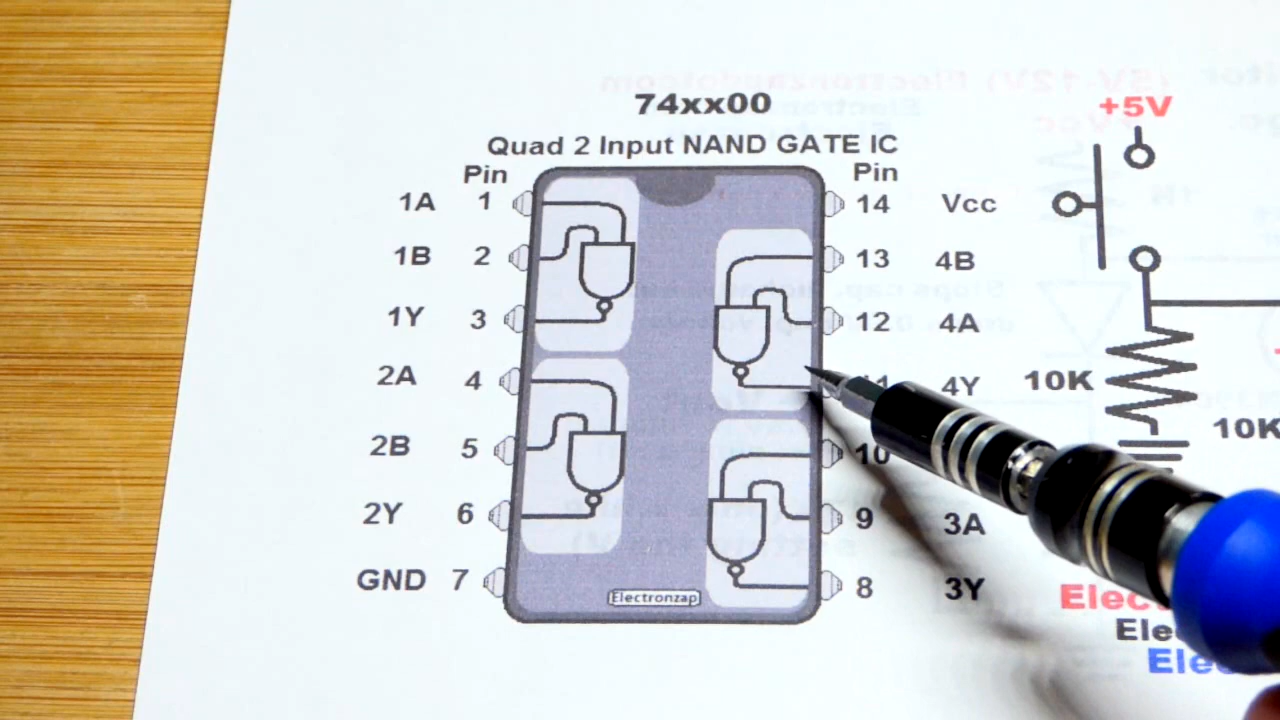 74xx00
Quad 2 Input NAND GATE IC
Pin Pin
1A 1 14 Vcc
1B 2 13 4B
1Y 3 12 4A
2A 4 11 4Y
2B 5 10
2Y 6 9 3A
GND 7 8 3Y
Electronzap
+5V
10K
10K